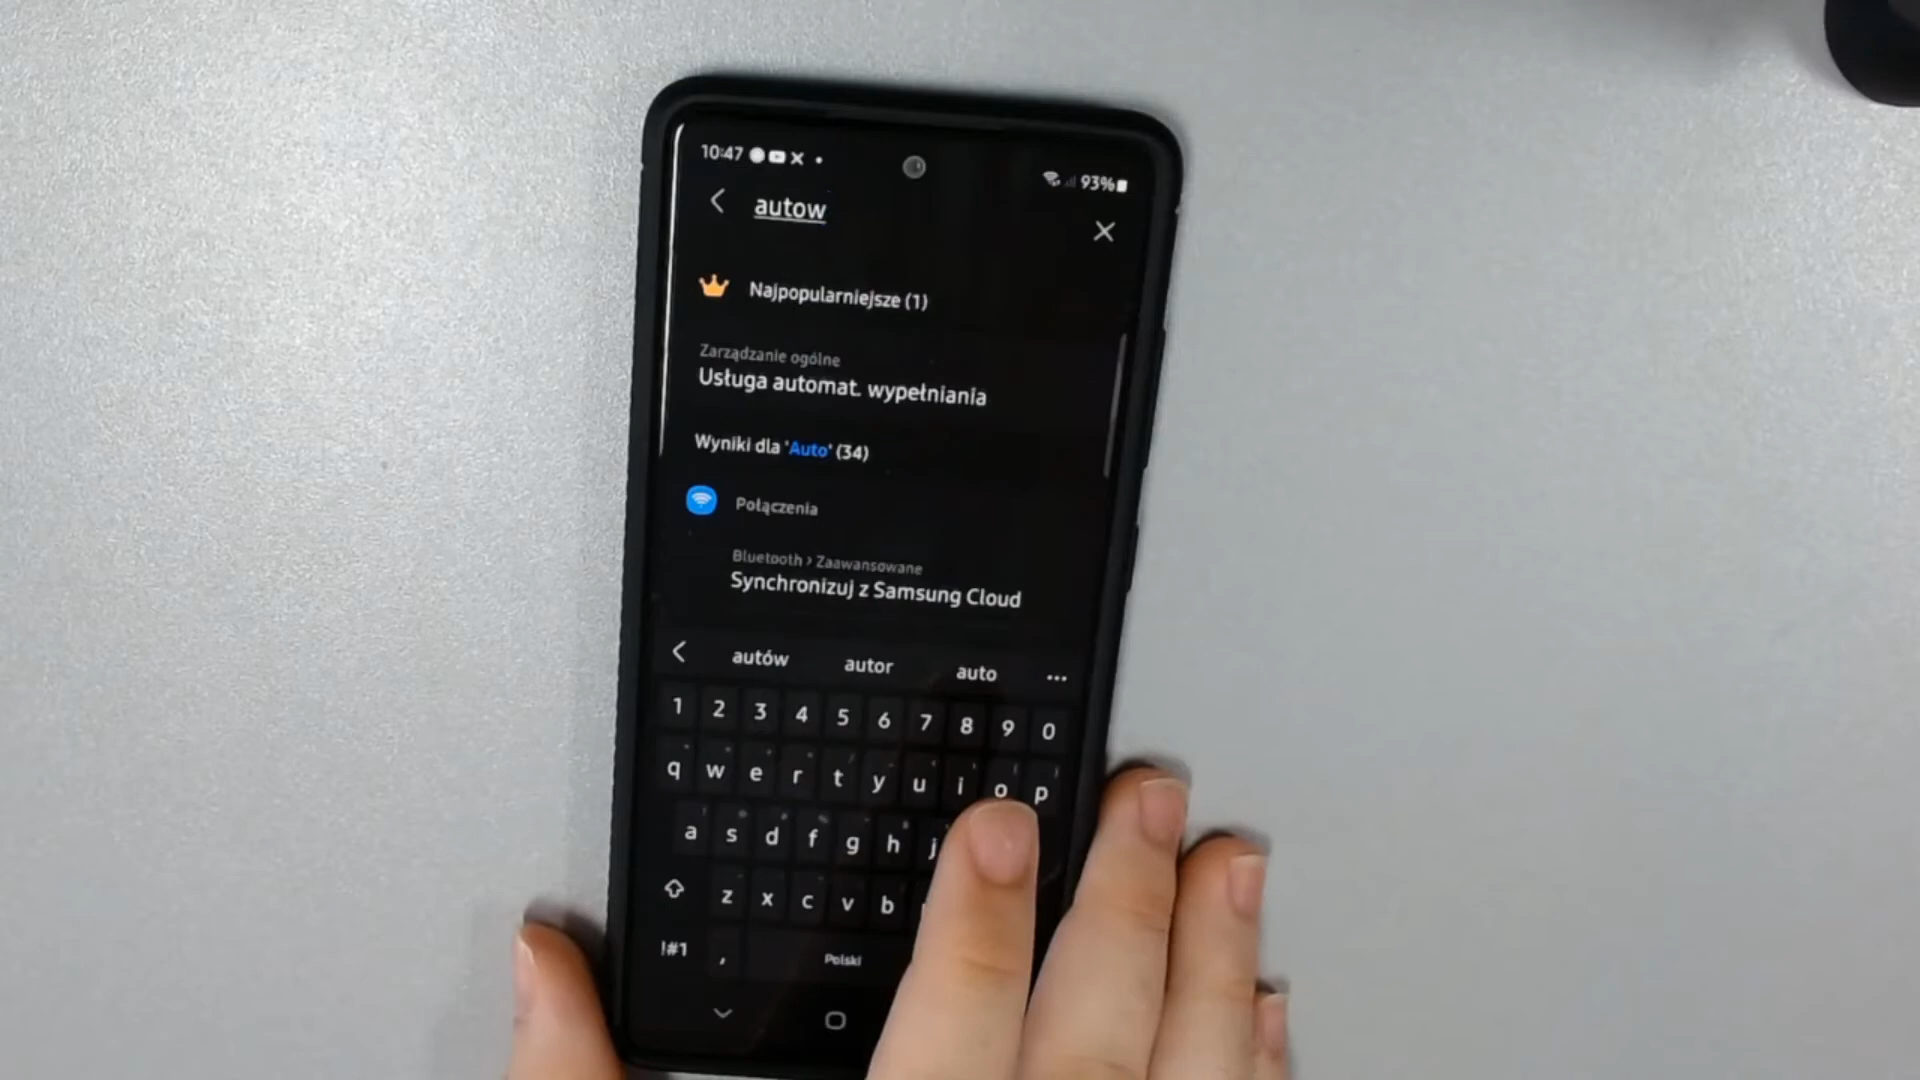 10:47 93%
autow
Najpopularniejsze (1)
Zarządzanie ogólne
Usługa automat. wypełniania
Wyniki dla 'Auto' (34)
Połączenia
Bluetooth > Zaawansowane
Synchronizuj z Samsung Cloud
autów autor auto ...
1 2 3 4 5 6 7 8 9 0
q w e r t y u i o p
a s d f g h j
z x c v b
!#1 , Polski